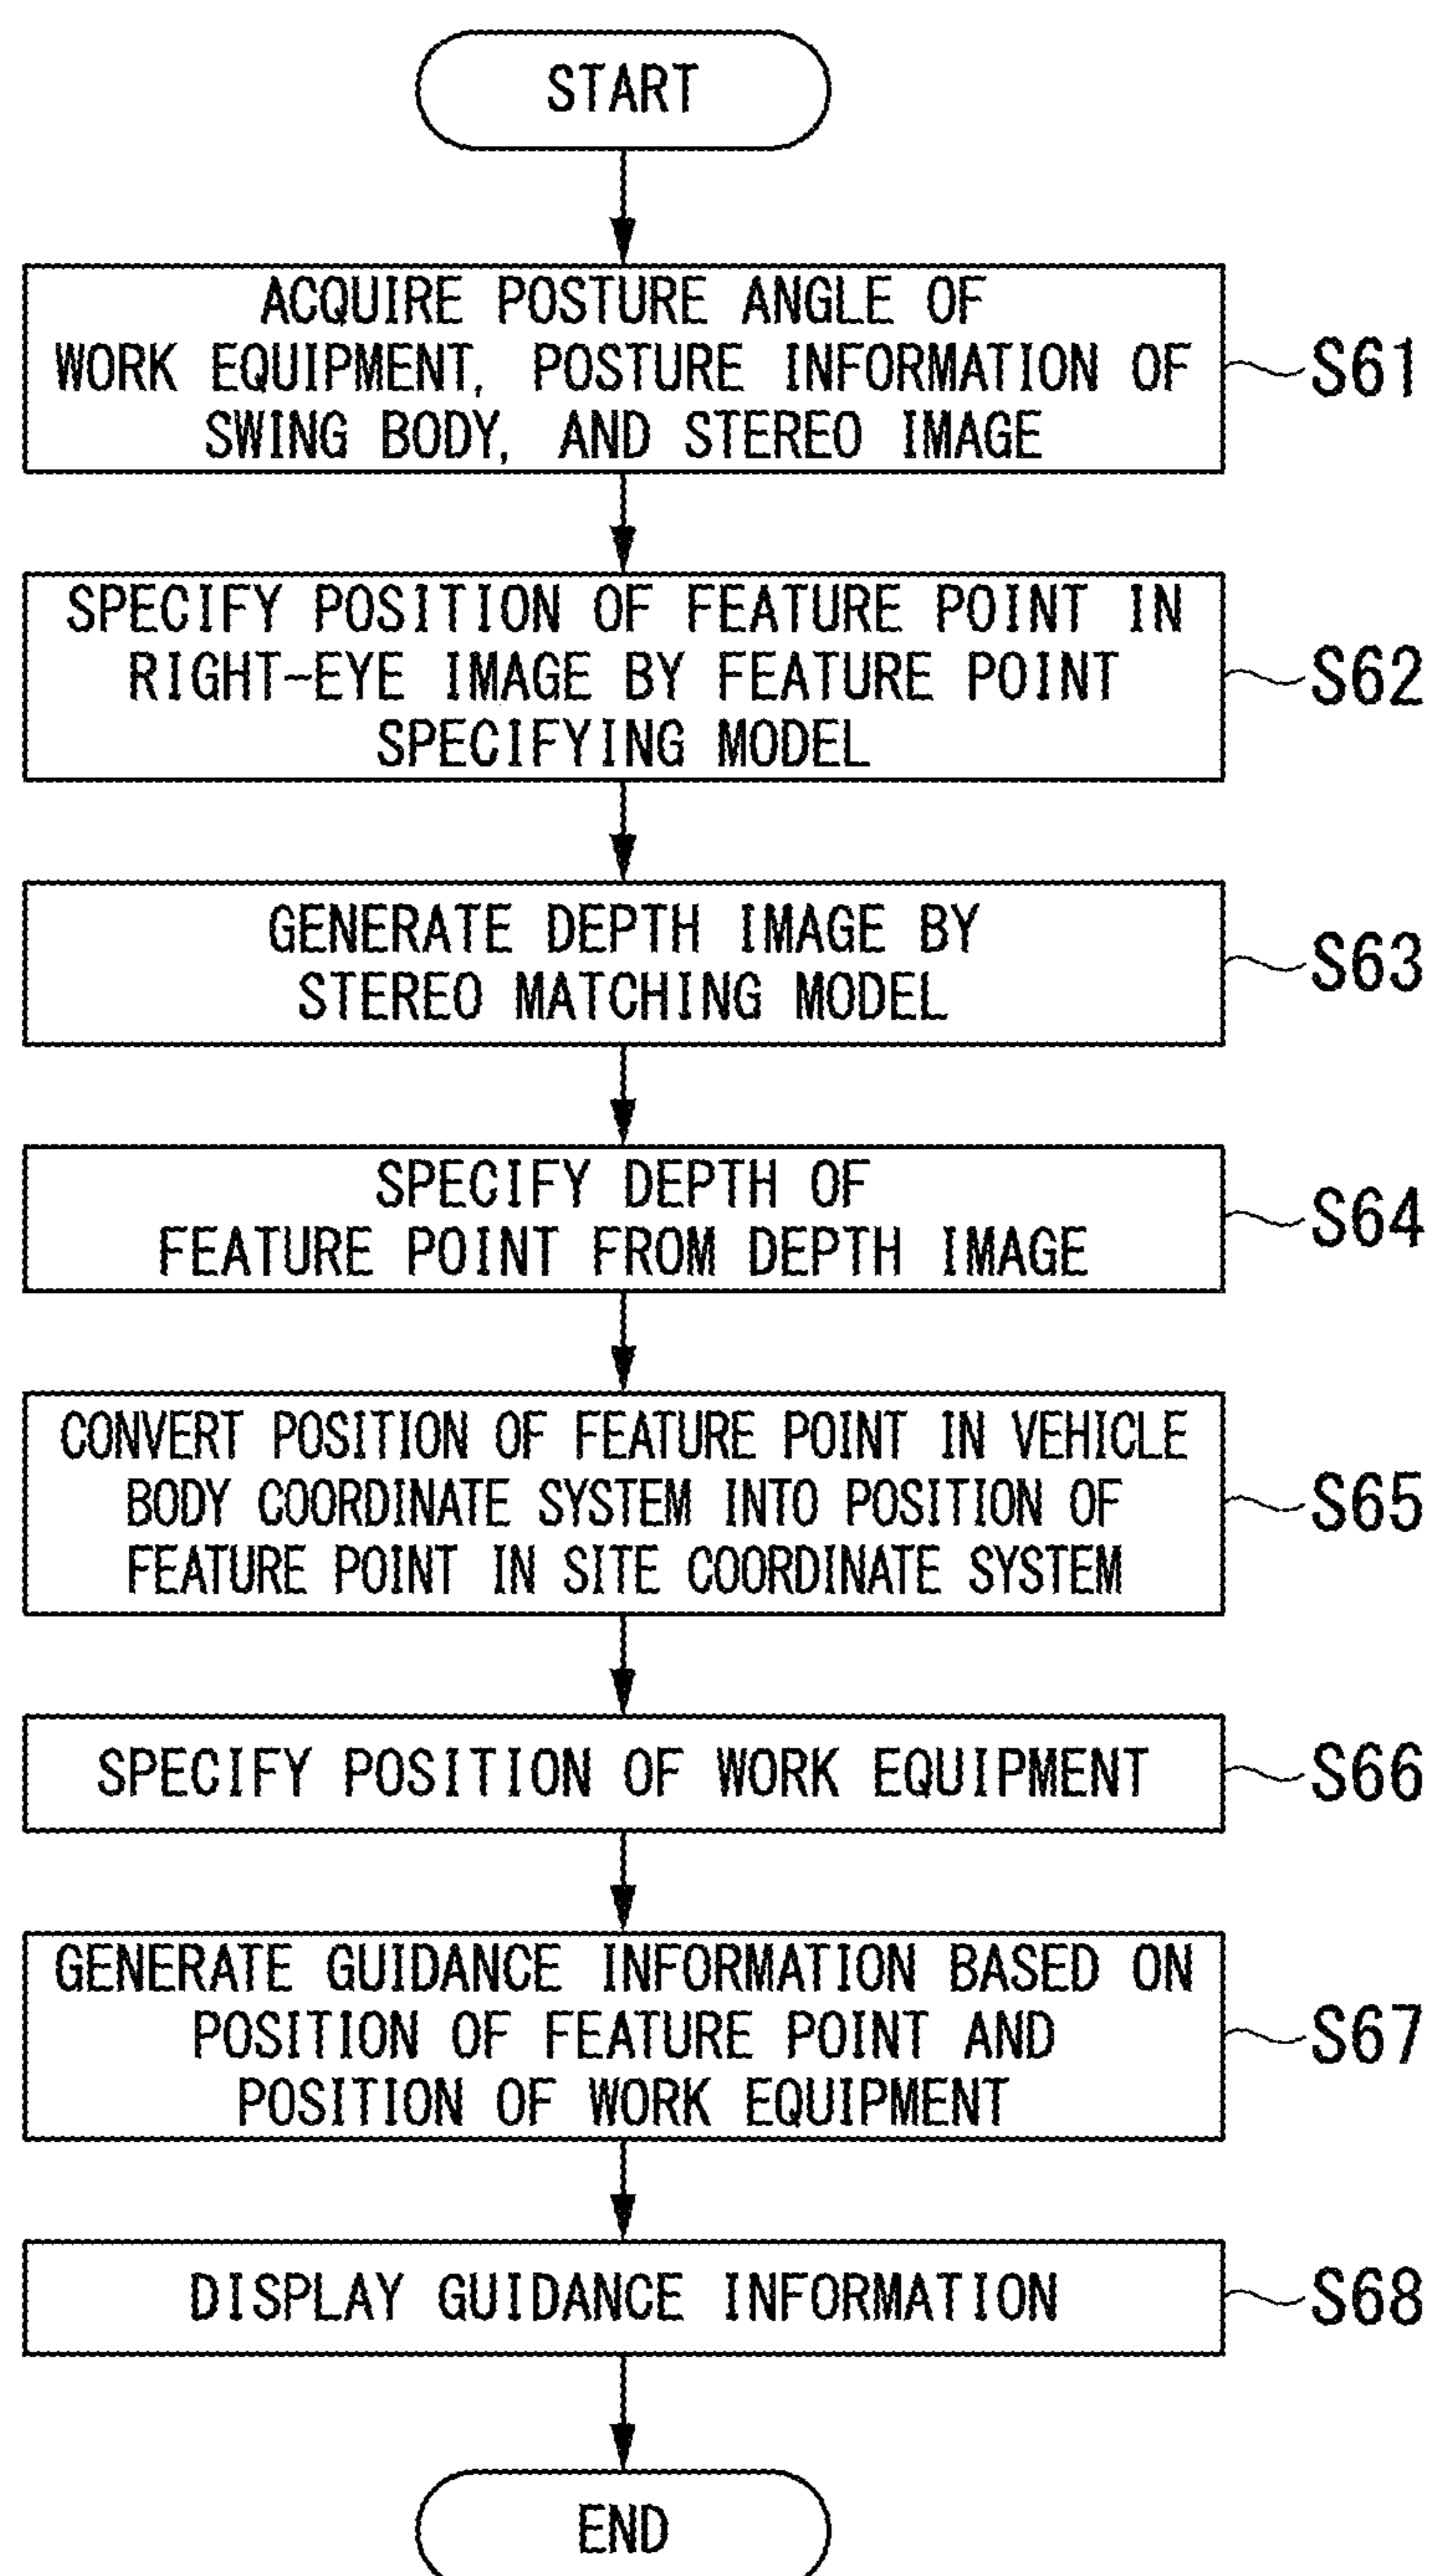 START
ACQUIRE POSTURE ANGLE OF
WORK EQUIPMENT, POSTURE INFORMATION OF
SWING BODY, AND STEREO IMAGE
S61
SPECIFY POSITION OF FEATURE POINT IN
RIGHT-EYE IMAGE BY FEATURE POINT
SPECIFYING MODEL
S62
GENERATE DEPTH IMAGE BY
STEREO MATCHING MODEL
S63
SPECIFY DEPTH OF
FEATURE POINT FROM DEPTH IMAGE
S64
CONVERT POSITION OF FEATURE POINT IN VEHICLE
BODY COORDINATE SYSTEM INTO POSITION OF
FEATURE POINT IN SITE COORDINATE SYSTEM
S65
SPECIFY POSITION OF WORK EQUIPMENT
S66
GENERATE GUIDANCE INFORMATION BASED ON
POSITION OF FEATURE POINT AND
POSITION OF WORK EQUIPMENT
S67
DISPLAY GUIDANCE INFORMATION
S68
END